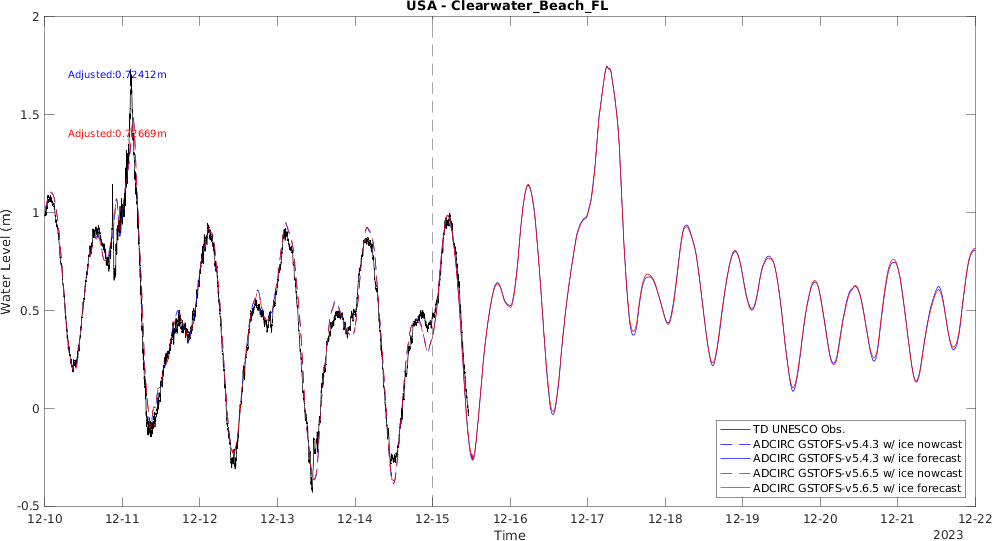 USA - Clearwater_Beach_FL
2
1.5
1
0.5
0
-0.5
Water Level (m)
Adjusted:0.72412m
Adjusted:0.72669m
TD UNESCO Obs.
ADCIRC GSTOFS-v5.4.3 w/ ice nowcast
ADCIRC GSTOFS-v5.4.3 w/ ice forecast
ADCIRC GSTOFS-v5.6.5 w/ ice nowcast
ADCIRC GSTOFS-v5.6.5 w/ ice forecast
12-10 12-11 12-12 12-13 12-14 12-15 12-16 12-17 12-18 12-19 12-20 12-21 12-22
Time
2023